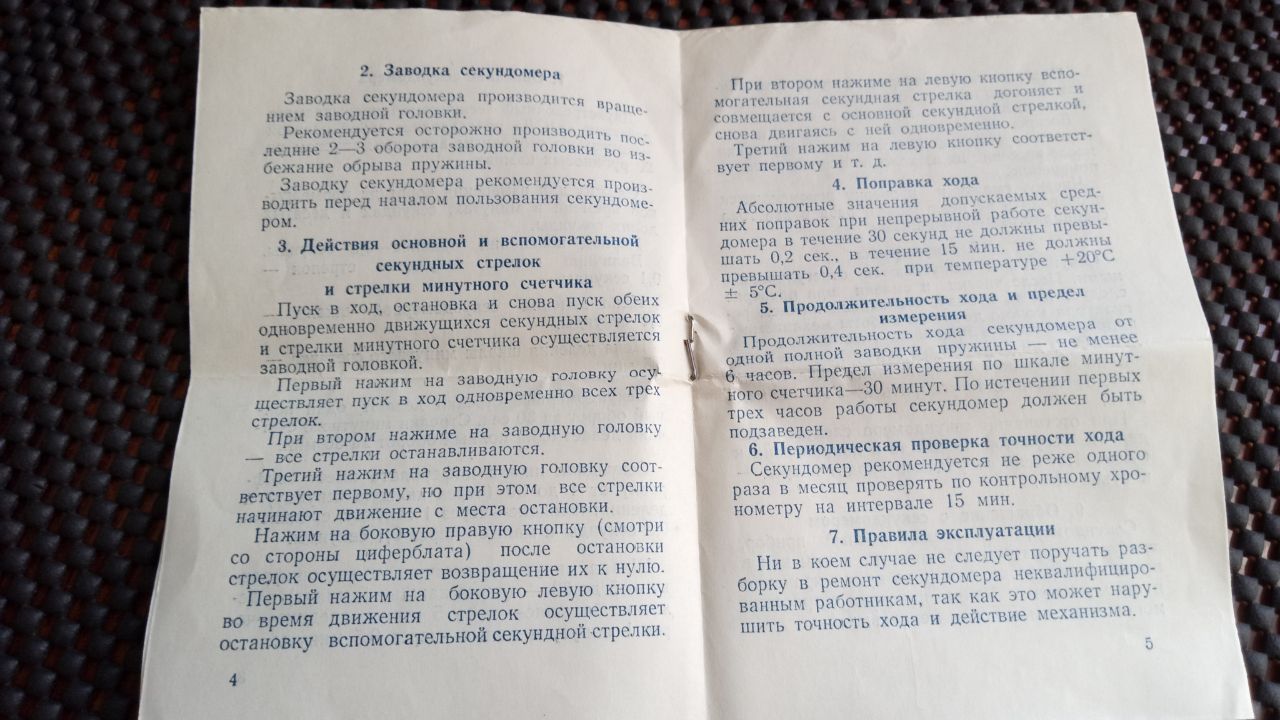 2. Заводка секундомера
Заводка секундомера производится враще-
нием заводной головки.
Рекомендуется осторожно производить пос-
ледние 2—3 оборота заводной головки во из-
бежание обрыва пружины.
Заводку секундомера рекомендуется произ-
водить перед началом пользования секундоме-
ром.
3. Действия основной и вспомогательной
секундных стрелок
и стрелки минутного счетчика
Пуск в ход, остановка и снова пуск обеих
одновременно движущихся секундных стрелок
и стрелки минутного счетчика осуществляется
заводной головкой.
Первый нажим на заводную головку осу-
ществляет пуск в ход одновременно всех трех
стрелок.
При втором нажиме на заводную головку
— все стрелки останавливаются.
Третий нажим на заводную головку соот-
ветствует первому, но при этом все стрелки
начинают движение с места остановки.
Нажим на боковую правую кнопку (смотри
со стороны циферблата) после остановки
стрелок осуществляет возвращение их к нулю.
Первый нажим на боковую левую кнопку
во время движения стрелок осуществляет
остановку вспомогательной секундной стрелки.
4
При втором нажиме на левую кнопку вспо-
могательная секундная стрелка догоняет и
совмещается с основной секундной стрелкой,
снова двигаясь с ней одновременно.
Третий нажим на левую кнопку соответст-
вует первому и т. д.
4. Поправка хода
Абсолютные значения допускаемых сред-
них поправок при непрерывной работе секун-
домера в течение 30 секунд не должны превы-
шать 0,2 сек., в течение 15 мин. не должны
превышать 0,4 сек. при температуре +20°С
± 5°С.
5. Продолжительность хода и предел
измерения
Продолжительность хода секундомера от
одной полной заводки пружины — не менее
6 часов. Предел измерения по шкале минут-
ного счетчика—30 минут. По истечении первых
трех часов работы секундомер должен быть
подзаведен.
6. Периодическая проверка точности хода
Секундомер рекомендуется не реже одного
раза в месяц проверять по контрольному хро-
нометру на интервале 15 мин.
7. Правила эксплуатации
Ни в коем случае не следует поручать раз-
борку в ремонт секундомера неквалифициро-
ванным работникам, так как это может нару-
шить точность хода и действие механизма.
5